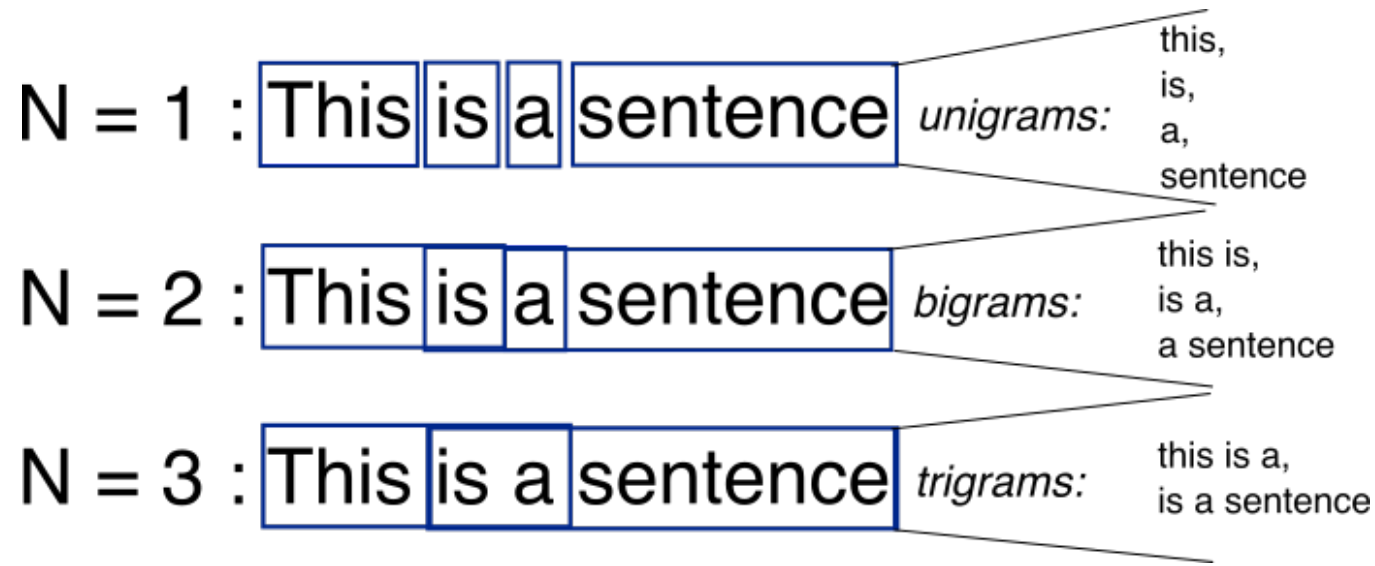 N = 1 : This is a sentence unigrams:
this,
is,
a,
sentence
N = 2 : This is a sentence bigrams:
this is,
is a,
a sentence
N = 3 : This is a sentence trigrams:
this is a,
is a sentence